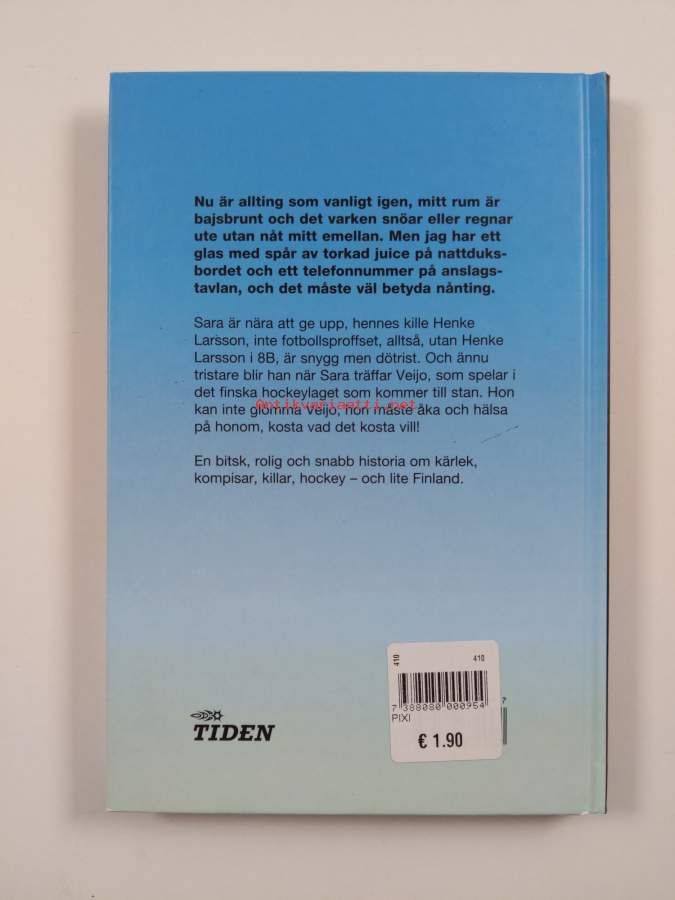 Nu är allting som vanligt igen, mitt rum är
bajsbrunt och det varken snöar eller regnar
ute utan nåt mitt emellan. Men jag har ett
glas med spår av torkad juice på nattduks-
bordet och ett telefonnummer på anslags-
tavlan, och det måste väl betyda nånting.
Sara är nära att ge upp, hennes kille Henke
Larsson, inte fotbollsproffset, alltså, utan Henke
Larsson i 8B, är snygg men dötrist. Och ännu
tristare blir han när Sara träffar Veijo, som spelar i
det finska hockeylaget som kommer till stan. Hon
kan inte glömma Veijo, hon måste åka och hälsa
på honom, kosta vad det kosta vill!
Antikvariaatti.net
En bitsk, rolig och snabb historia om kärlek,
kompisar, killar, hockey – och lite Finland.
TIDEN
410 410
7 388080 000954
7
PIXI
€ 1.90